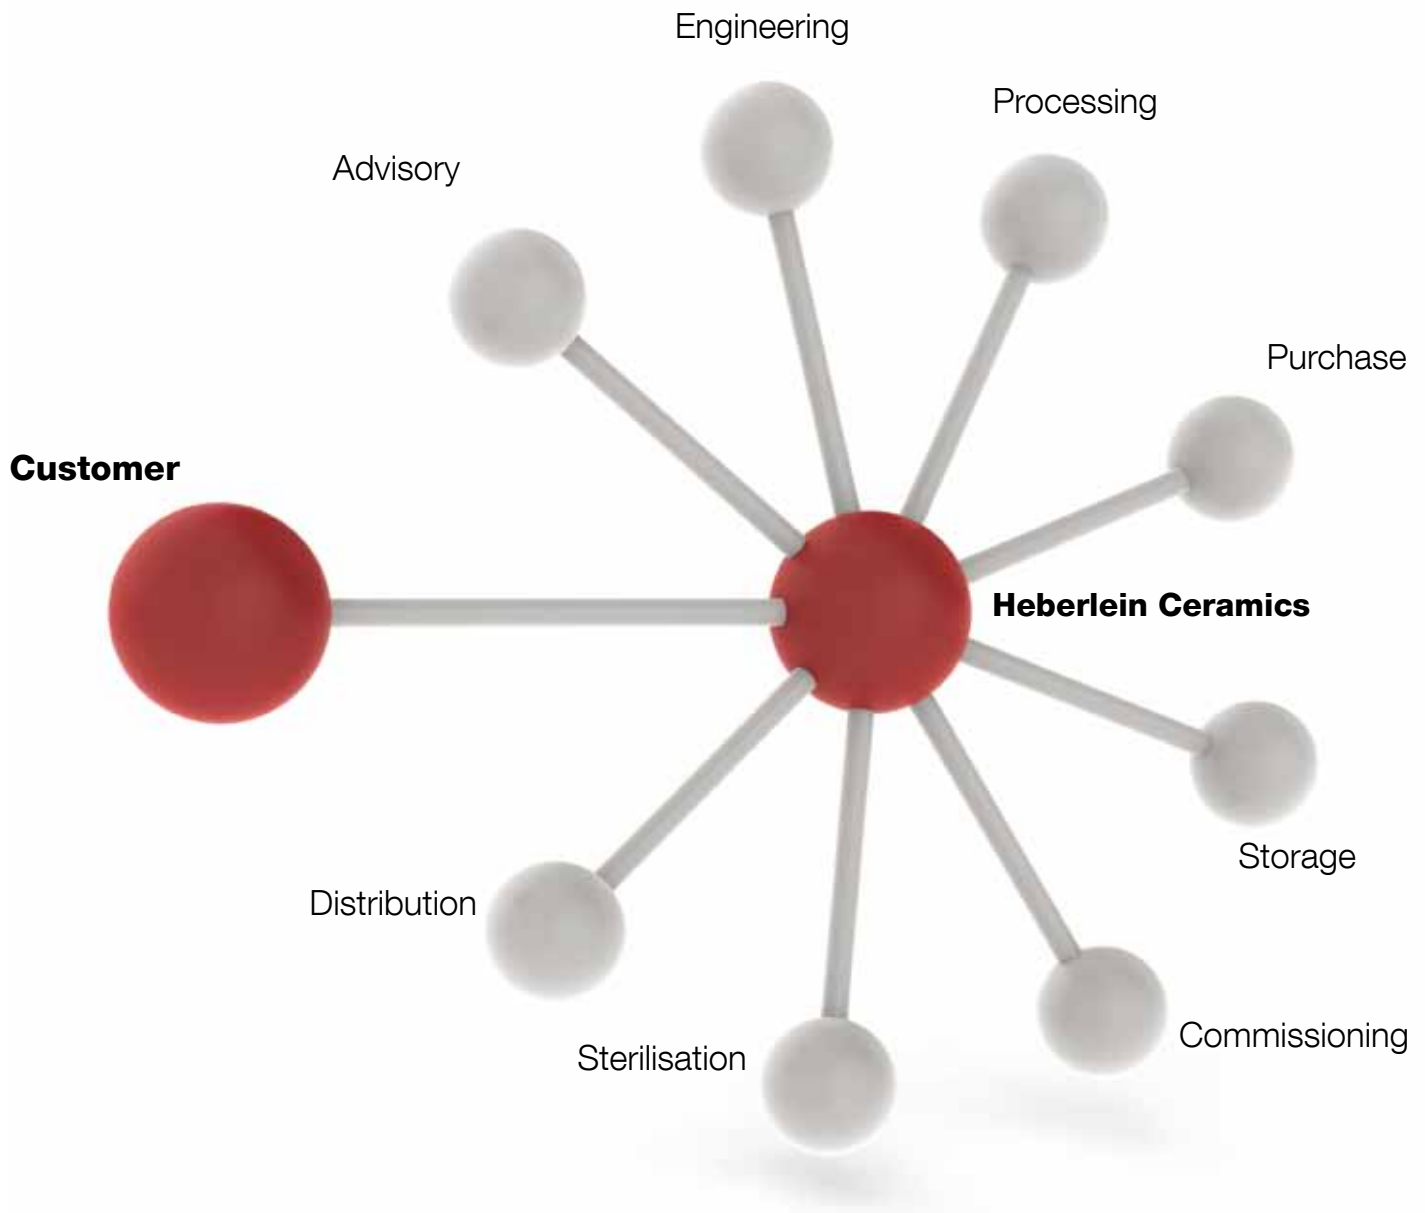 Engineering
Processing
Advisory
Purchase
Customer
Heberlein Ceramics
Storage
Distribution
Commissioning
Sterilisation